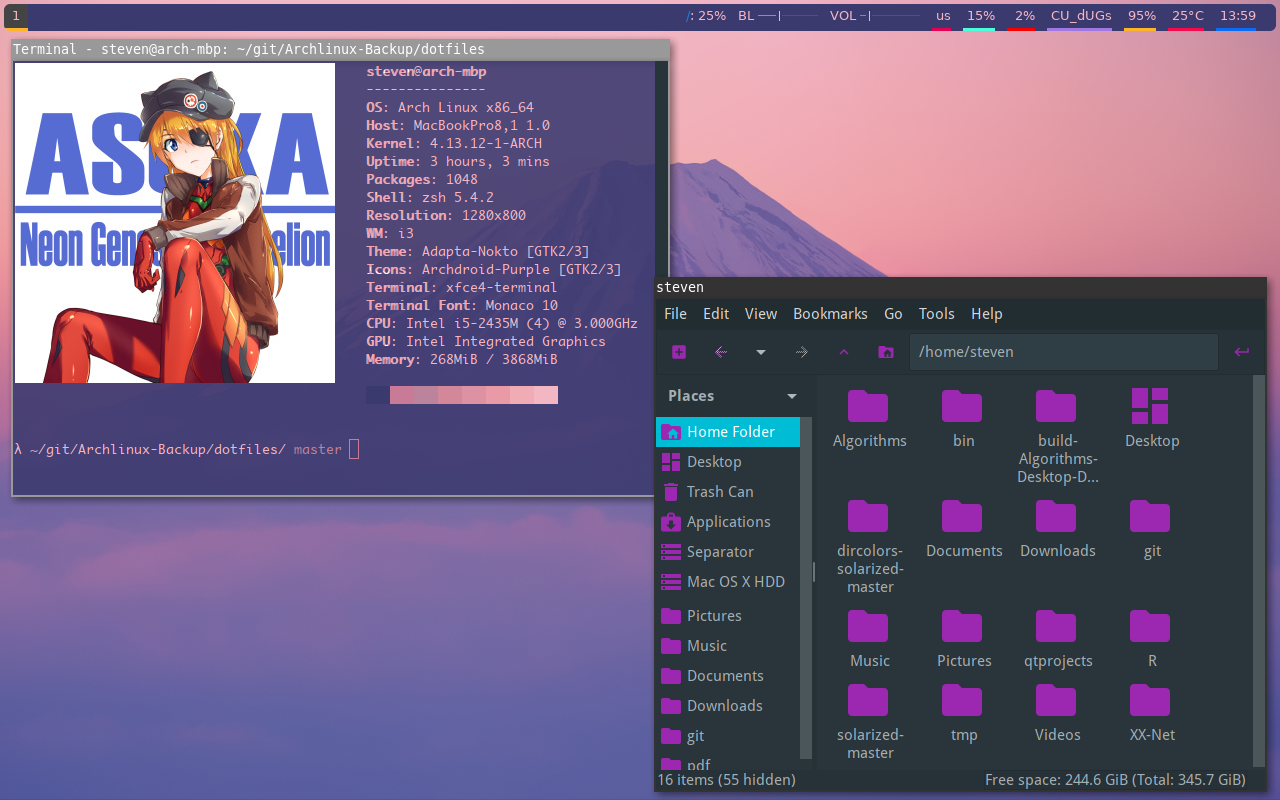 1
/: 25% BL VOL us 15% 2% CU_dUGs 95% 25°C 13:59
Terminal - steven@arch-mbp: ~/git/Archlinux-Backup/dotfiles
steven@arch-mbp
---------------
OS: Arch Linux x86_64
Host: MacBookPro8,1 1.0
Kernel: 4.13.12-1-ARCH
Uptime: 3 hours, 3 mins
Packages: 1048
Shell: zsh 5.4.2
Resolution: 1280x800
WM: i3
Theme: Adapta-Nokto [GTK2/3]
Icons: Archdroid-Purple [GTK2/3]
Terminal: xfce4-terminal
Terminal Font: Monaco 10
CPU: Intel i5-2435M (4) @ 3.000GHz
GPU: Intel Integrated Graphics
Memory: 268MiB / 3868MiB
λ ~/git/Archlinux-Backup/dotfiles/ master
steven
File Edit View Bookmarks Go Tools Help
/home/steven
Places
Home Folder
Desktop
Trash Can
Applications
Separator
Mac OS X HDD
Pictures
Music
Documents
Downloads
git
pdf
Algorithms
bin
build-
Algorithms-
Desktop-D...
Desktop
dircolors-
solarized-
master
Documents
Downloads
git
Music
Pictures
qtprojects
R
solarized-
master
tmp
Videos
XX-Net
16 items (55 hidden)
Free space: 244.6 GiB (Total: 345.7 GiB)
Neon